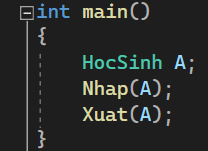 int main()
{
HocSinh A;
Nhap(A);
Xuat(A);
}